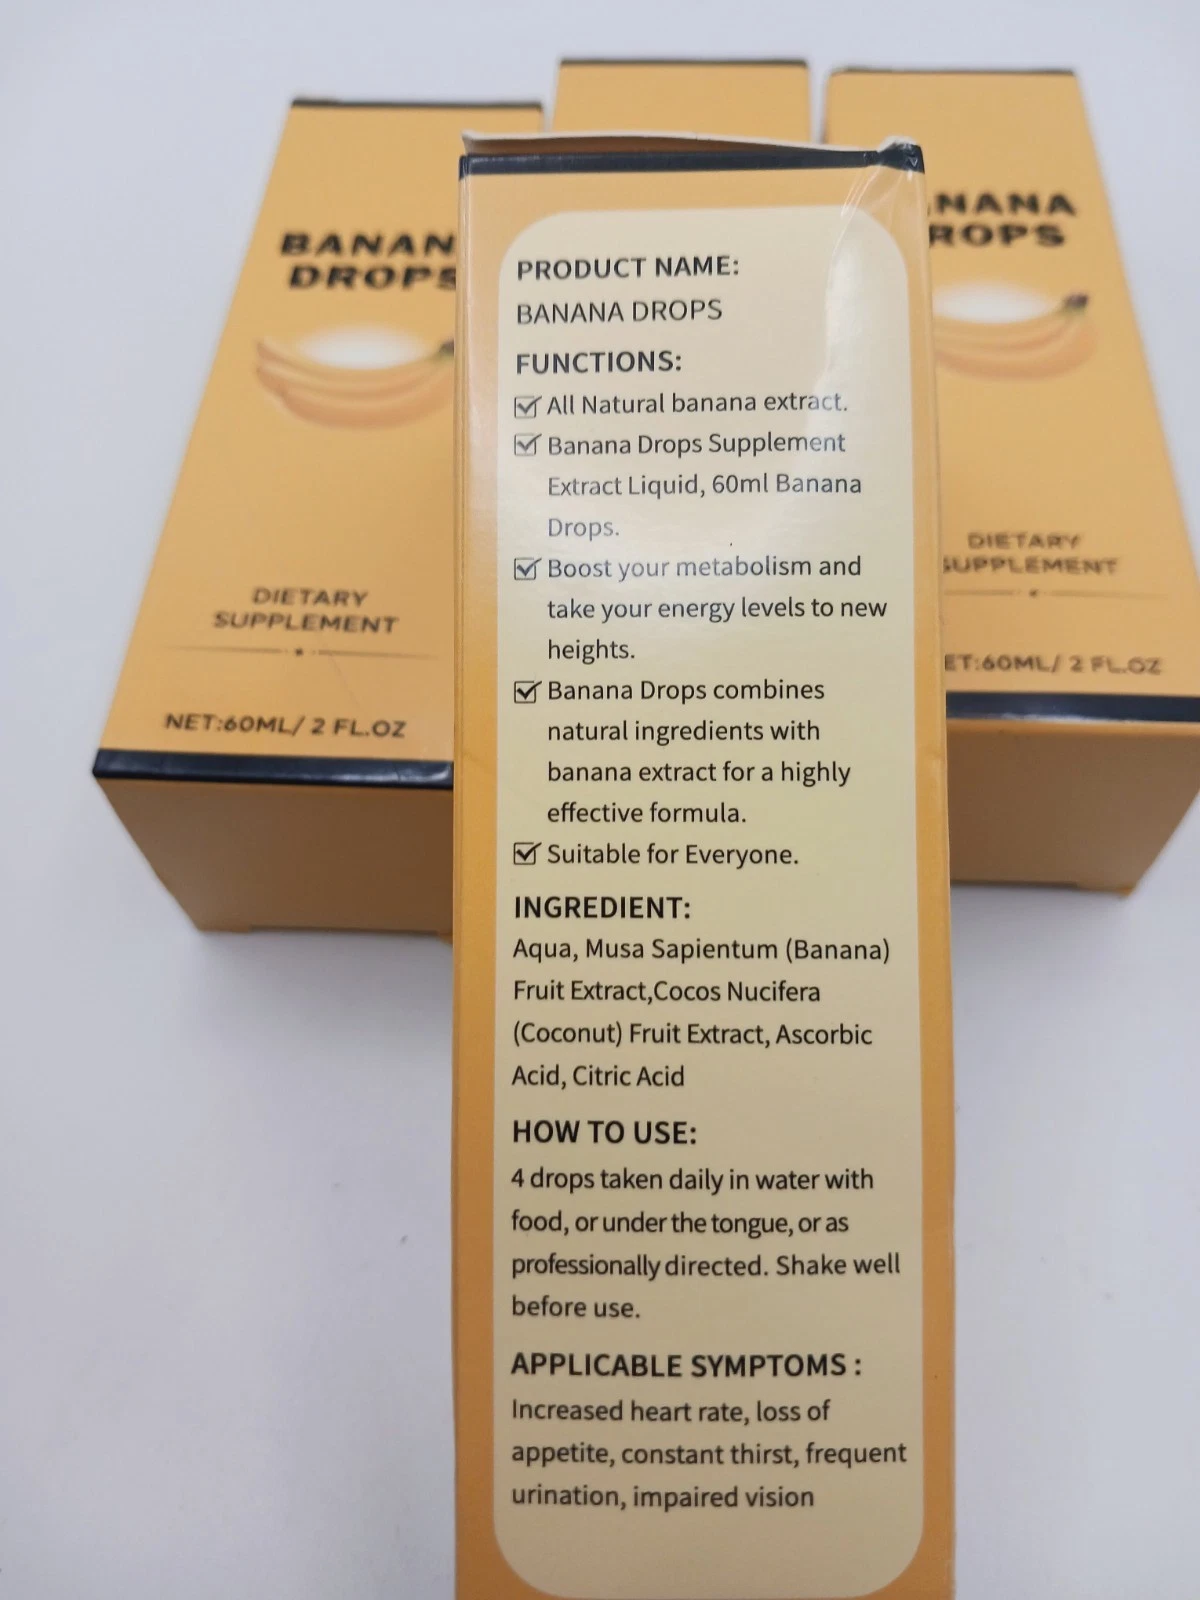 BANAN
DROPS
DIETARY
SUPPLEMENT
NET:60ML/ 2 FL.OZ
PRODUCT NAME:
BANANA DROPS
FUNCTIONS:
All Natural banana extract.
Banana Drops Supplement
Extract Liquid, 60ml Banana
Drops.
Boost your metabolism and
take your energy levels to new
heights.
Banana Drops combines
natural ingredients with
banana extract for a highly
effective formula.
Suitable for Everyone.
INGREDIENT:
Aqua, Musa Sapientum (Banana)
Fruit Extract,Cocos Nucifera
(Coconut) Fruit Extract, Ascorbic
Acid, Citric Acid
HOW TO USE:
4 drops taken daily in water with
food, or under the tongue, or as
professionally directed. Shake well
before use.
APPLICABLE SYMPTOMS :
Increased heart rate, loss of
appetite, constant thirst, frequent
urination, impaired vision
NANA
ROPS
DIETARY
SUPPLEMENT
ET:60ML/ 2 FL.OZ